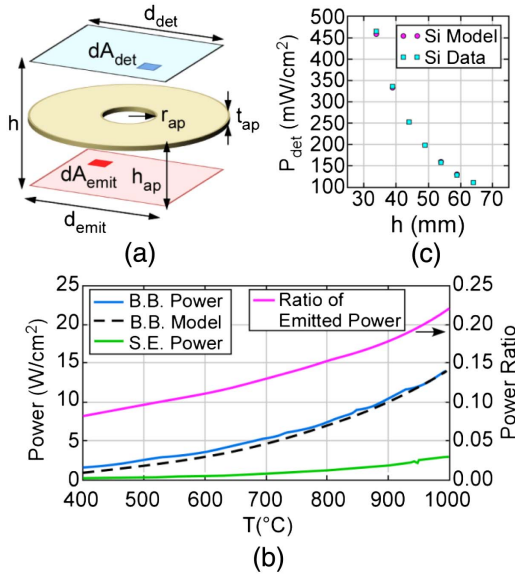 d_det
dA_det
h
r_ap
t_ap
dA_emit
h_ap
d_emit
(a)
P_det (mW/cm²)
500
450
400
350
300
250
200
150
100
Si Model
Si Data
30 40 50 60 70
h (mm)
(c)
Power (W/cm²)
25
20
15
10
5
0
B.B. Power
B.B. Model
S.E. Power
Ratio of
Emitted Power
0.25
0.20
0.15
0.10
0.05
0.00
Power Ratio
400 500 600 700 800 900 1000
T(°C)
(b)